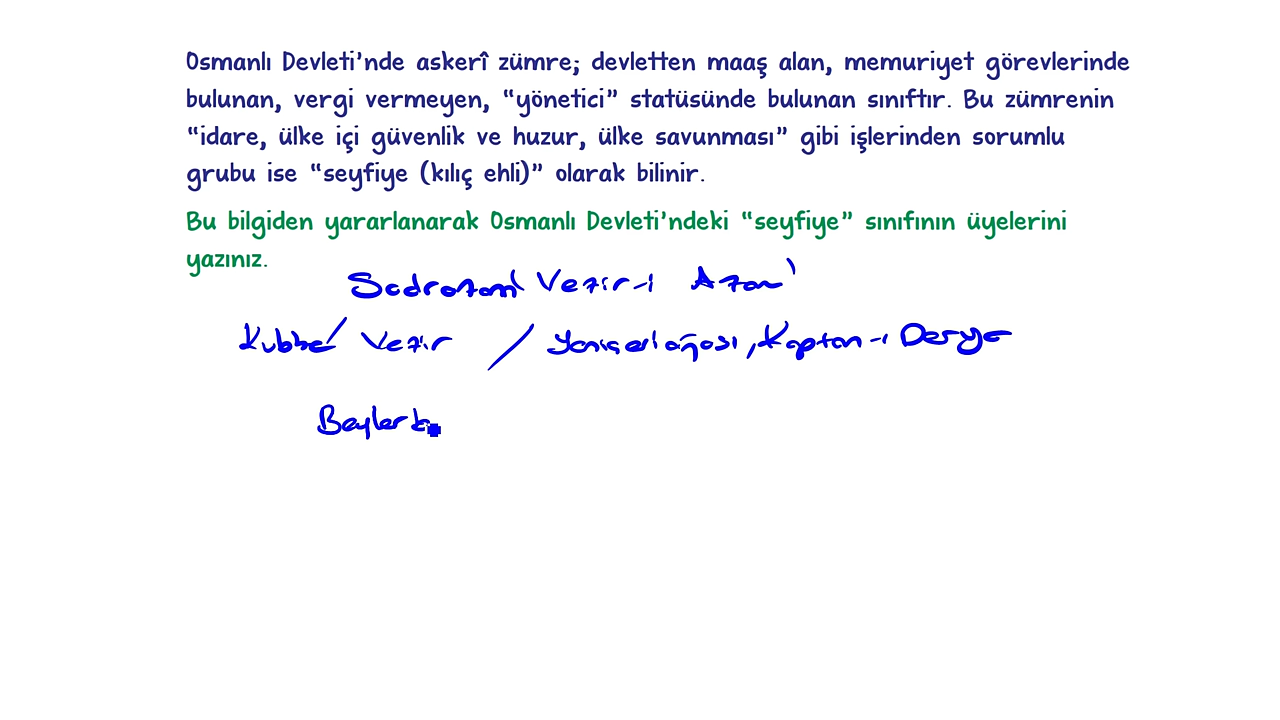 Osmanlı Devleti'nde askerî zümre; devletten maaş alan, memuriyet görevlerinde
bulunan, vergi vermeyen, "yönetici" statüsünde bulunan sınıftır. Bu zümrenin
"idare, ülke içi güvenlik ve huzur, ülke savunması" gibi işlerinden sorumlu
grubu ise "seyfiye (kılıç ehli)" olarak bilinir.
Bu bilgiden yararlanarak Osmanlı Devleti'ndeki "seyfiye" sınıfının üyelerini
yazınız.
Sadrazam Vezir-i Azam
Kubbe Vezir / Yeniçeri ağası, Kaptan-ı Derya
Beylerb